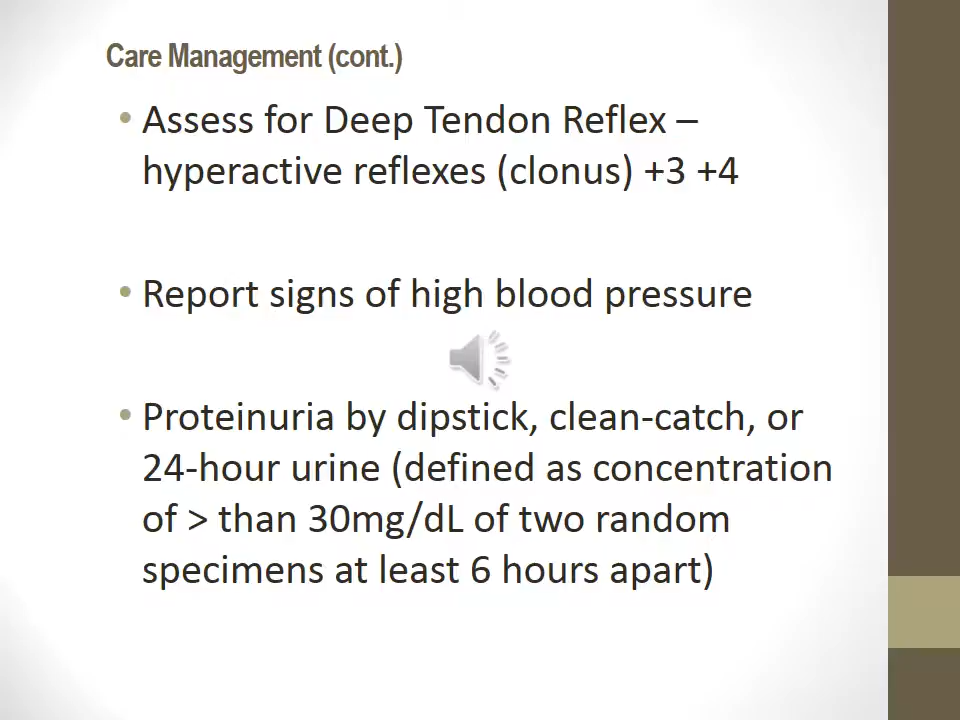 Care Management (cont.)
• Assess for Deep Tendon Reflex –
hyperactive reflexes (clonus) +3 +4
• Report signs of high blood pressure
• Proteinuria by dipstick, clean-catch, or
24-hour urine (defined as concentration
of > than 30mg/dL of two random
specimens at least 6 hours apart)